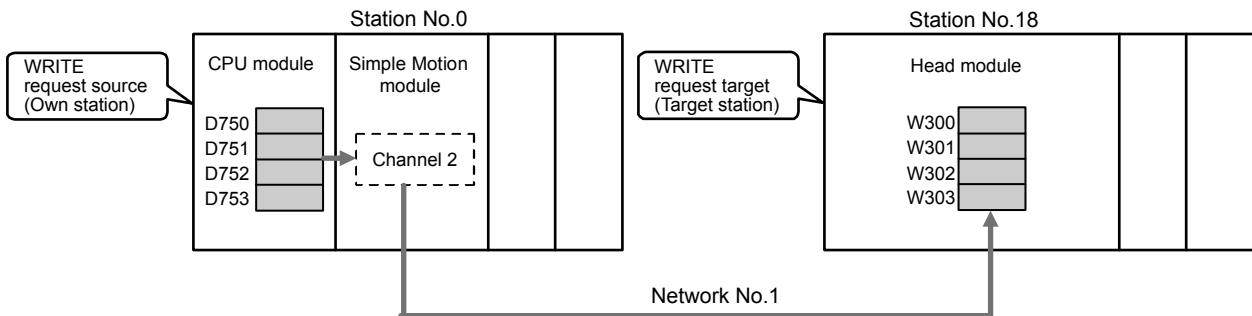 Station No.0
Station No.18
WRITE
request source
(Own station)
CPU module
D750
D751
D752
D753
Simple Motion
module
Channel 2
WRITE
request target
(Target station)
Head module
W300
W301
W302
W303
Network No.1